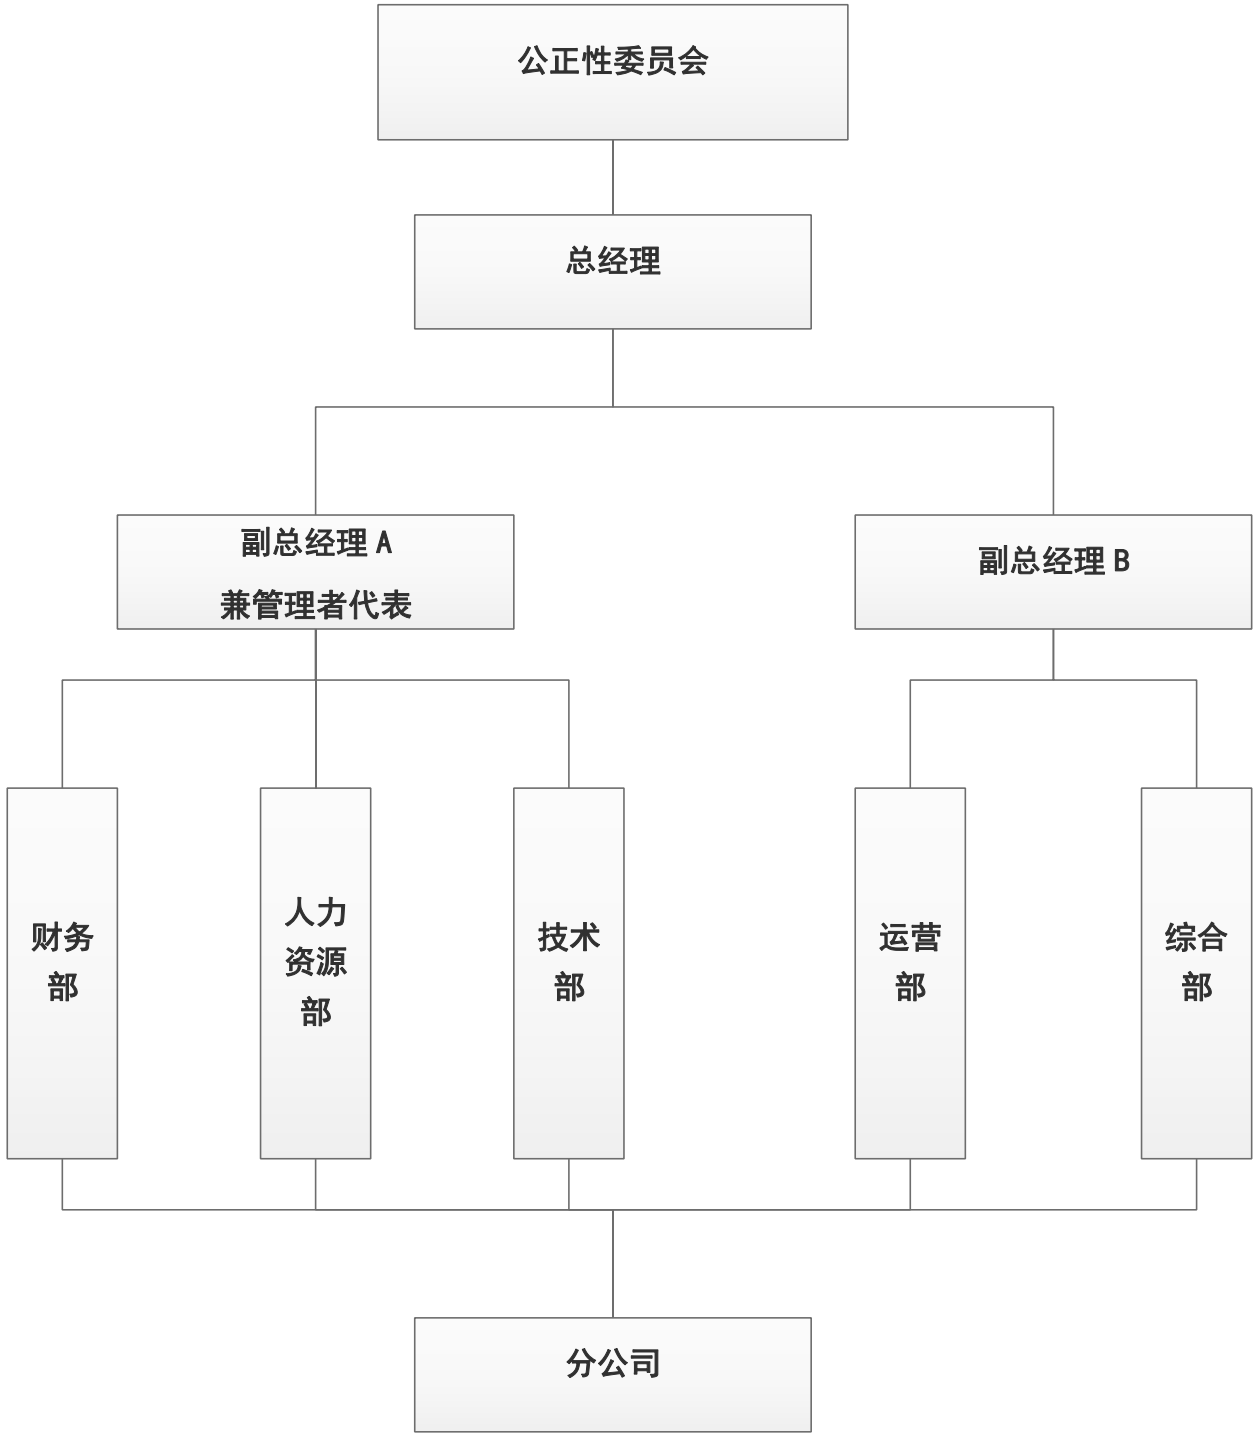 公正性委员会
总经理
副总经理 A
兼管理者代表
副总经理 B
财务
部
人力
资源
部
技术
部
运营
部
综合
部
分公司